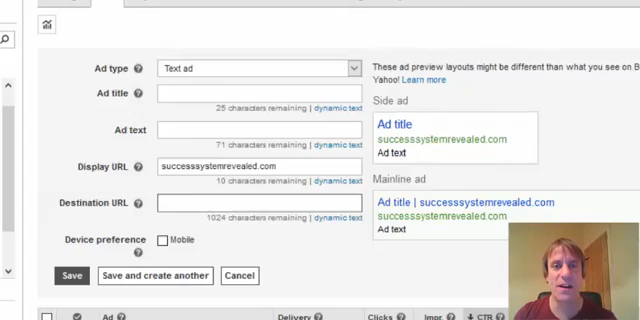 Ad type
Text ad
These ad preview layouts might be different than what you see on B
Yahoo! Learn more
Ad title
25 characters remaining | dynamic text
Side ad
Ad title
successsystemrevealed.com
Ad text
Ad text
71 characters remaining | dynamic text
Display URL
successsystemrevealed.com
10 characters remaining | dynamic text
Mainline ad
Ad title | successsystemrevealed.com
successsystemrevealed.com
Ad text
Destination URL
1024 characters remaining | dynamic text
Device preference
Mobile
Save
Save and create another
Cancel
Ad
Delivery
Clicks
Impr.
CTR